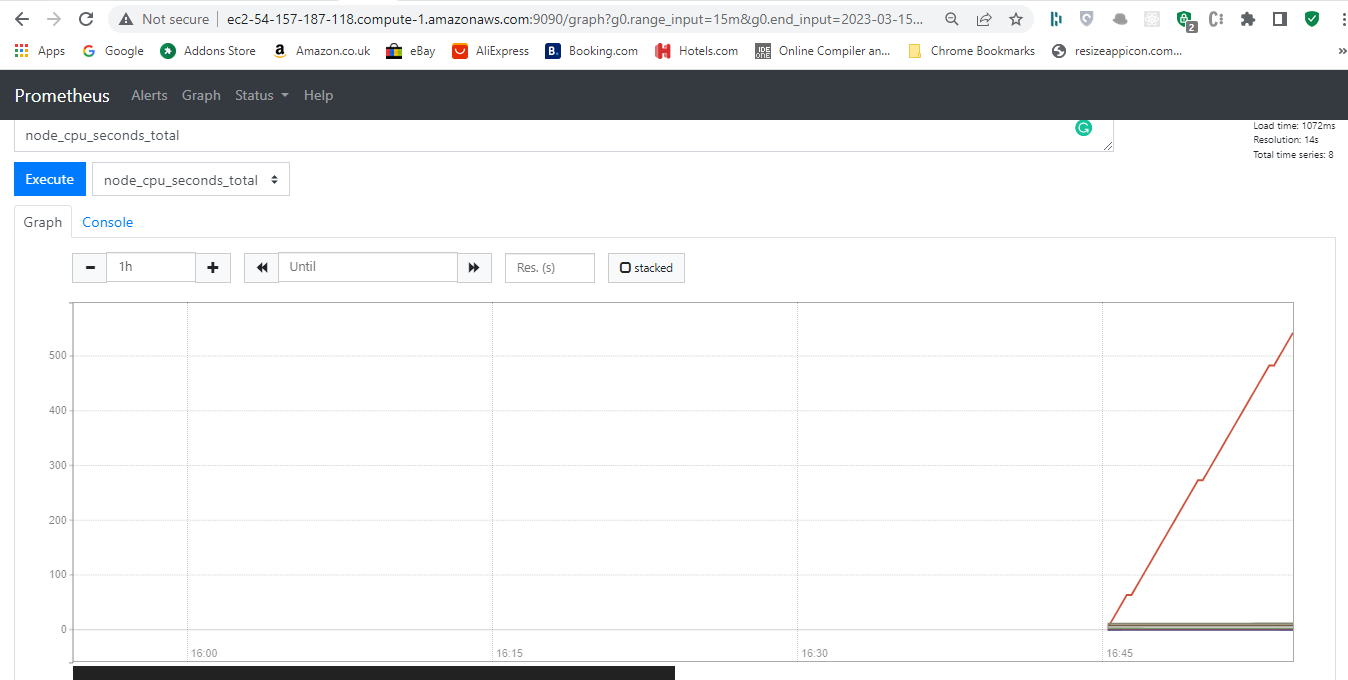 Not secure ec2-54-157-187-118.compute-1.amazonaws.com:9090/graph?g0.range_input=15m&g0.end_input=2023-03-15... 2
Apps Google Addons Store Amazon.co.uk eBay AliExpress Booking.com Hotels.com Online Compiler an... Chrome Bookmarks resizeappicon.com... »
Prometheus Alerts Graph Status Help
node_cpu_seconds_total
Load time: 1072ms
Resolution: 14s
Total time series: 8
Execute node_cpu_seconds_total
Graph Console
1h Until Res. (s) stacked
500
400
300
200
100
0
16:00 16:15 16:30 16:45